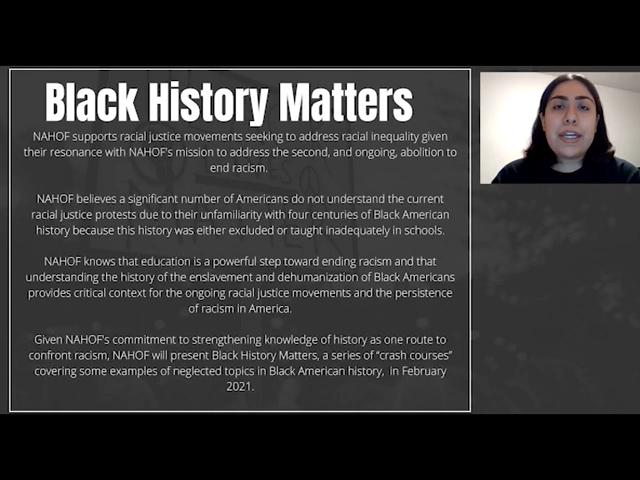 Black History Matters
NAHOF supports racial justice movements seeking to address racial inequality given
their resonance with NAHOF's mission to address the second, and ongoing, abolition to
end racism.
NAHOF believes a significant number of Americans do not understand the current
racial justice protests due to their unfamiliarity with four centuries of Black American
history because this history was either excluded or taught inadequately in schools.
NAHOF knows that education is a powerful step toward ending racism and that
understanding the history of the enslavement and dehumanization of Black Americans
provides critical context for the ongoing racial justice movements and the persistence
of racism in America.
Given NAHOF's commitment to strengthening knowledge of history as one route to
confront racism, NAHOF will present Black History Matters, a series of “crash courses”
covering some examples of neglected topics in Black American history,  in February
2021.